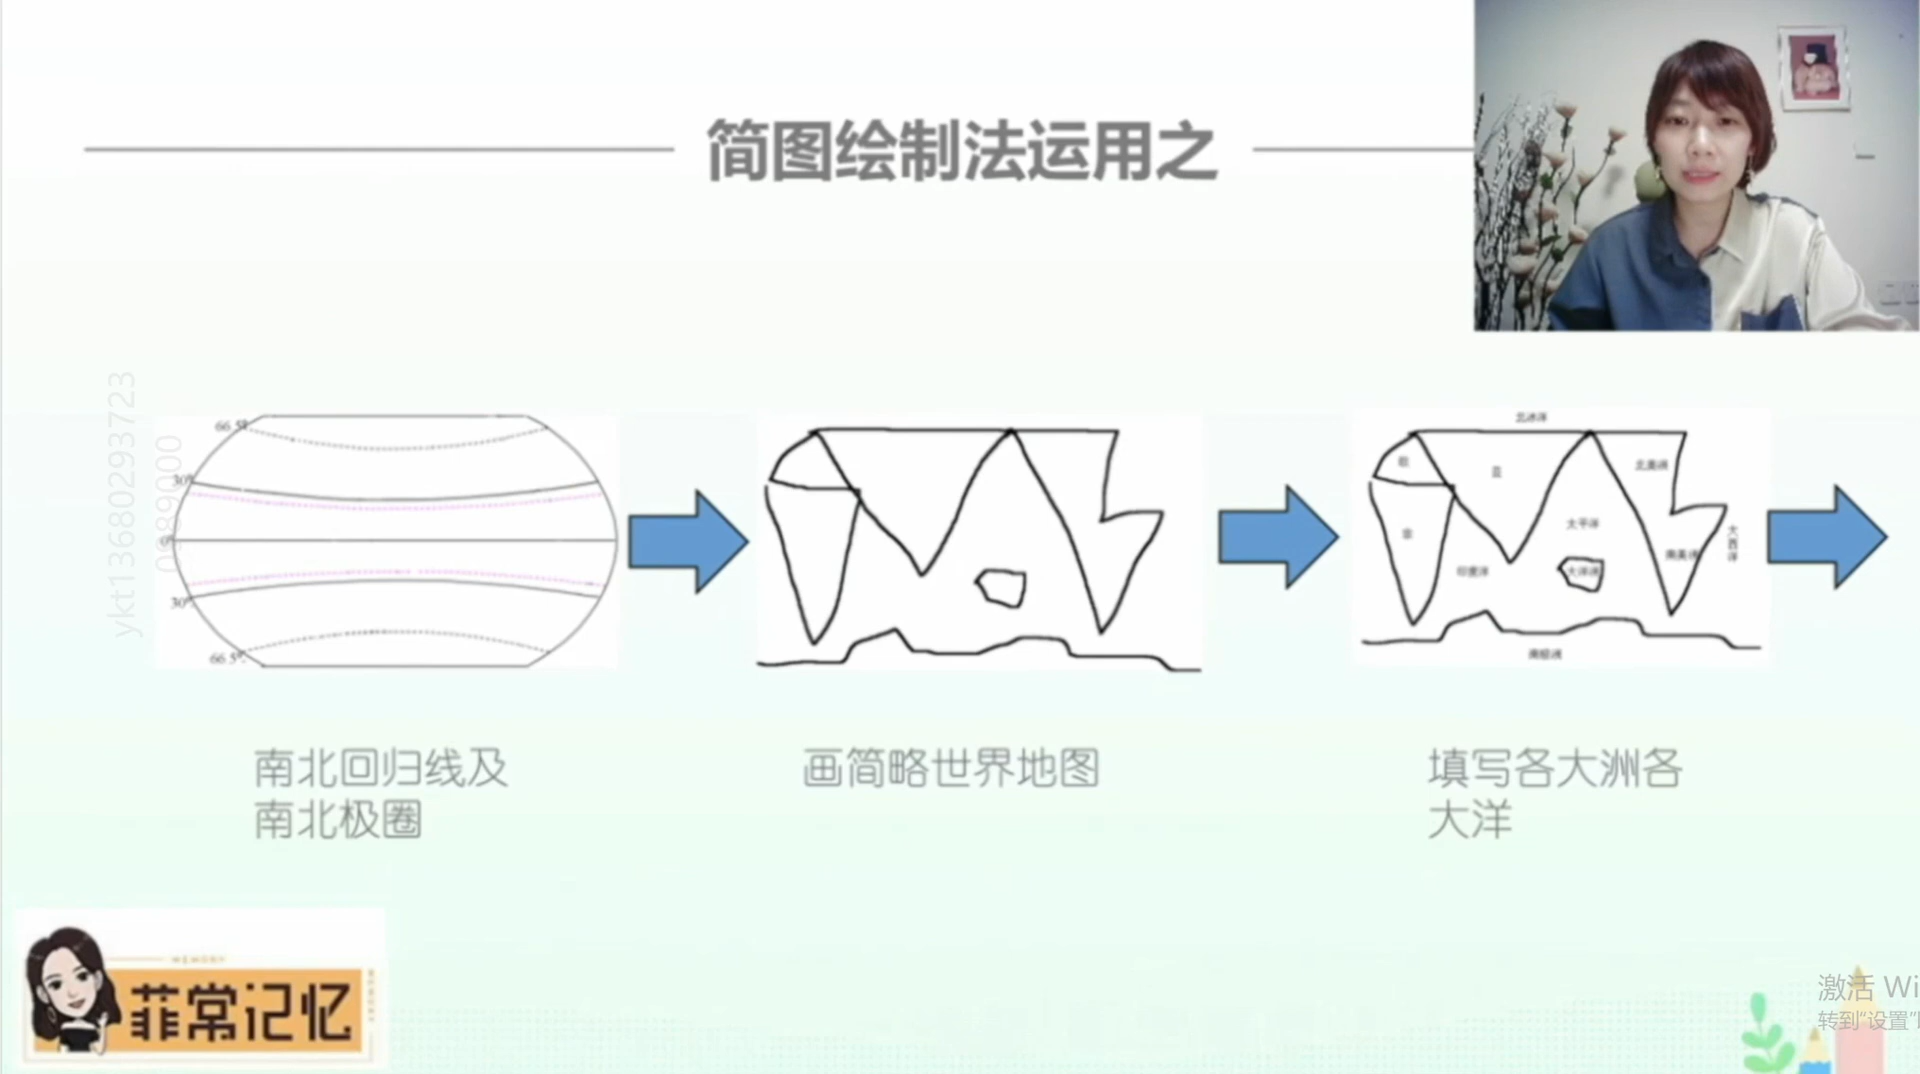 简图绘制法运用之
ykt13680293723
0089000
66.5°
30°
0°
30°
66.5°
北冰洋
欧
亚
北美洲
非
太平洋
大西洋
南美洲
印度洋
大洋洲
南极洲
南北回归线及
南北极圈
画简略世界地图
填写各大洲各
大洋
菲常记忆
激活 Wi
转到"设置"